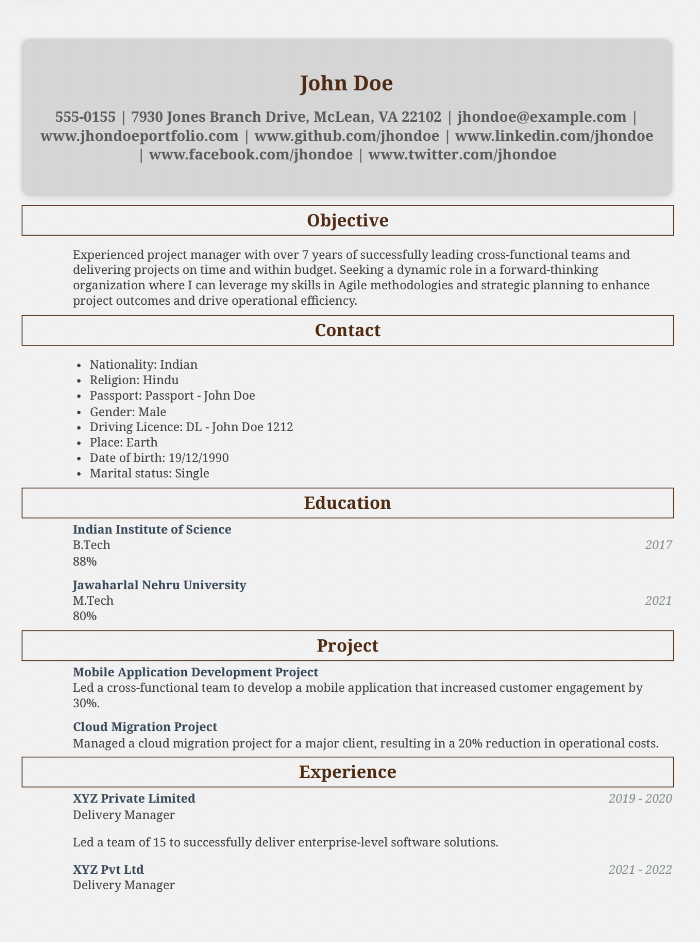 John Doe
555-0155 | 7930 Jones Branch Drive, McLean, VA 22102 | jhondoe@example.com |
www.jhondoeportfolio.com | www.github.com/jhondoe | www.linkedin.com/jhondoe
| www.facebook.com/jhondoe | www.twitter.com/jhondoe
Objective
Experienced project manager with over 7 years of successfully leading cross-functional teams and
delivering projects on time and within budget. Seeking a dynamic role in a forward-thinking
organization where I can leverage my skills in Agile methodologies and strategic planning to enhance
project outcomes and drive operational efficiency.
Contact
• Nationality: Indian
• Religion: Hindu
• Passport: Passport - John Doe
• Gender: Male
• Driving Licence: DL - John Doe 1212
• Place: Earth
• Date of birth: 19/12/1990
• Marital status: Single
Education
Indian Institute of Science
B.Tech 2017
88%
Jawaharlal Nehru University
M.Tech 2021
80%
Project
Mobile Application Development Project
Led a cross-functional team to develop a mobile application that increased customer engagement by
30%.
Cloud Migration Project
Managed a cloud migration project for a major client, resulting in a 20% reduction in operational costs.
Experience
XYZ Private Limited 2019 - 2020
Delivery Manager
Led a team of 15 to successfully deliver enterprise-level software solutions.
XYZ Pvt Ltd 2021 - 2022
Delivery Manager